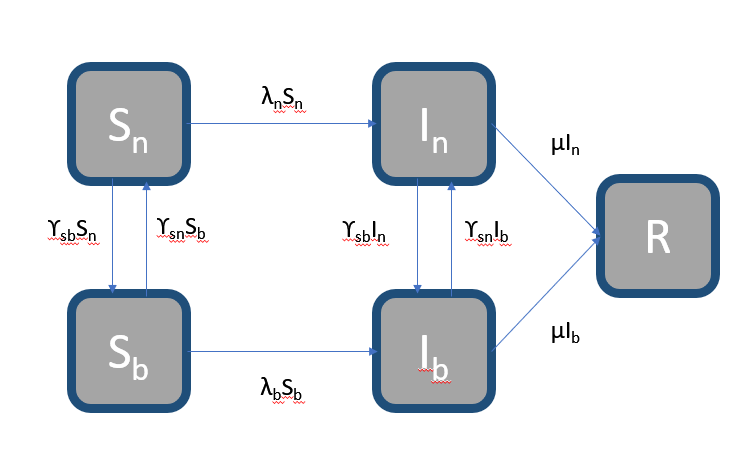 Sn
λnSn
In
μIn
ϒsbSn
ϒsnSb
ϒsbIn
ϒsnIb
R
Sb
λbSb
Ib
μIb